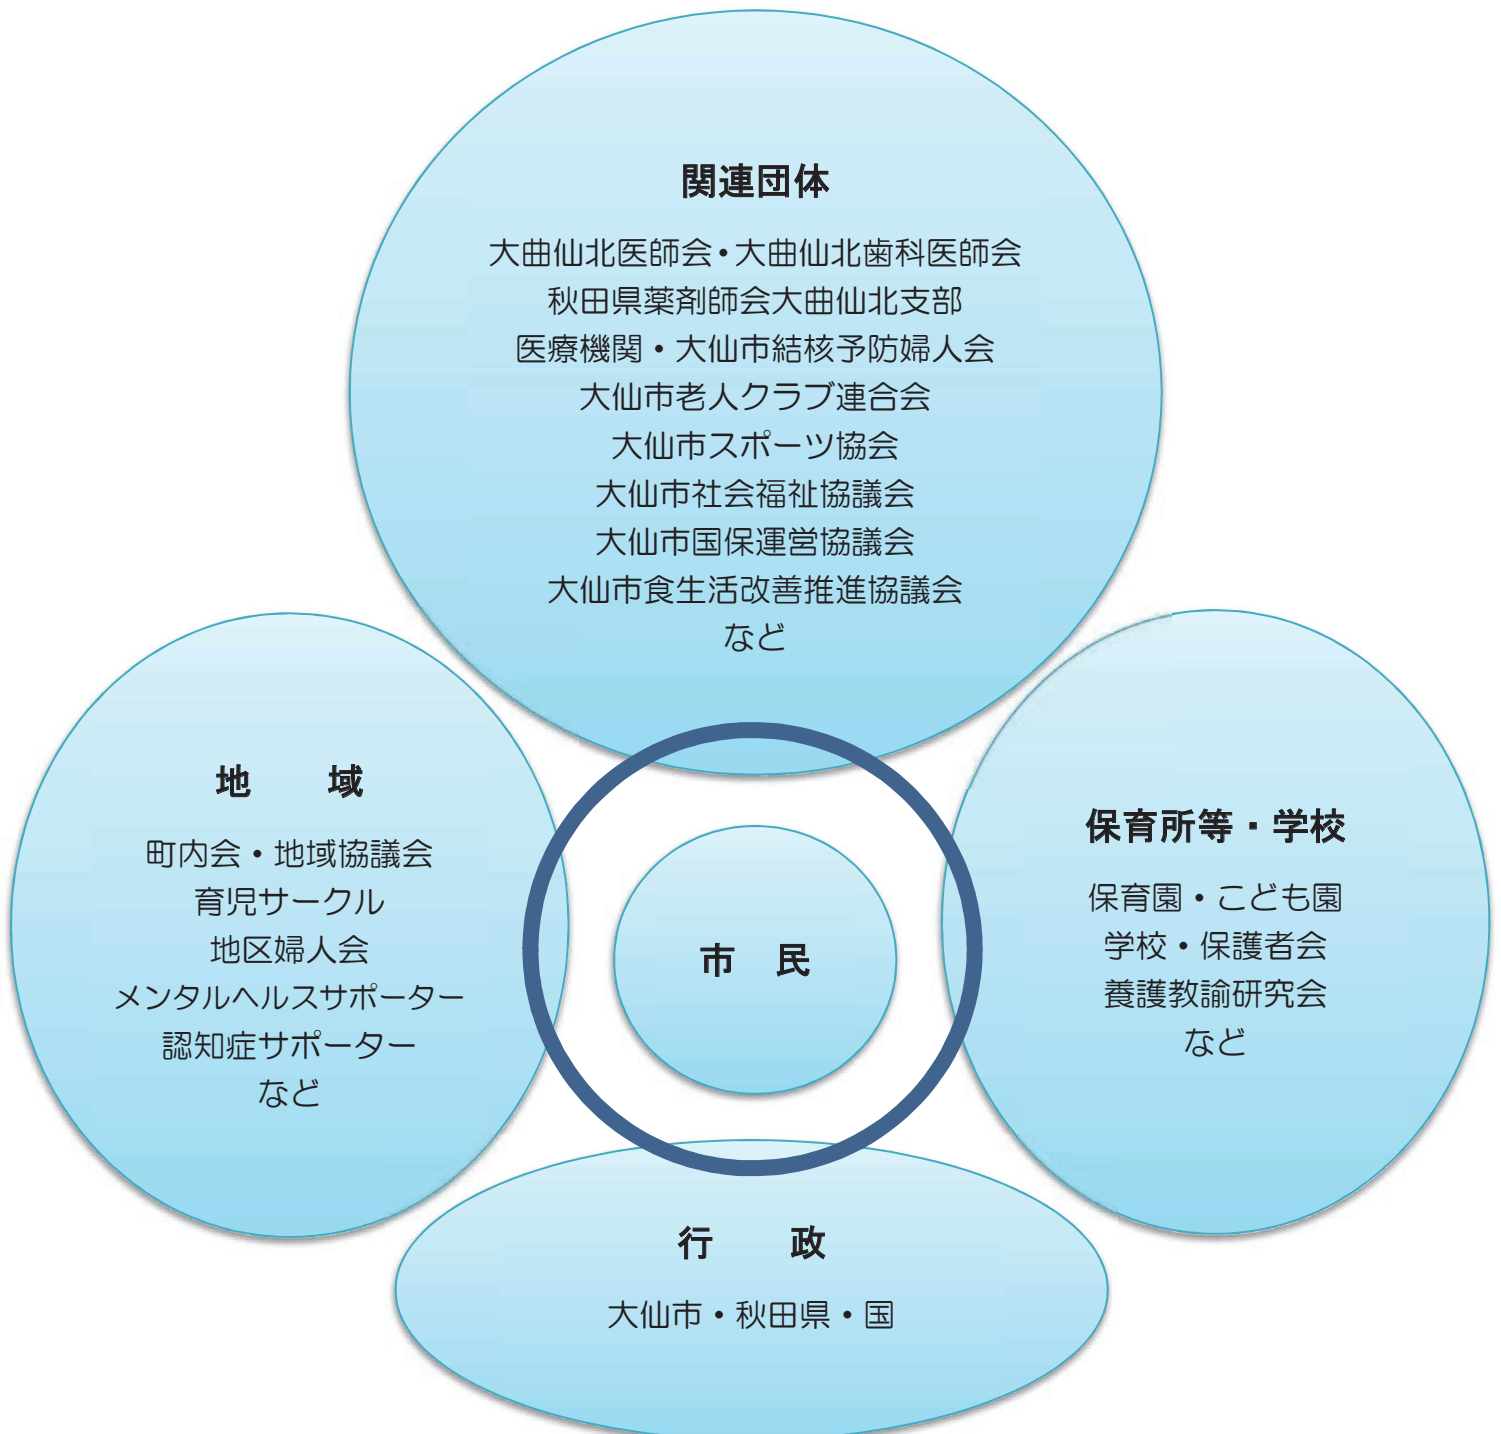 関連団体
大曲仙北医師会・大曲仙北歯科医師会
秋田県薬剤師会大曲仙北支部
医療機関・大仙市結核予防婦人会
大仙市老人クラブ連合会
大仙市スポーツ協会
大仙市社会福祉協議会
大仙市国保運営協議会
大仙市食生活改善推進協議会
など
地　　域
町内会・地域協議会
育児サークル
地区婦人会
メンタルヘルスサポーター
認知症サポーター
など
市　民
保育所等・学校
保育園・こども園
学校・保護者会
養護教諭研究会
など
行　　政
大仙市・秋田県・国